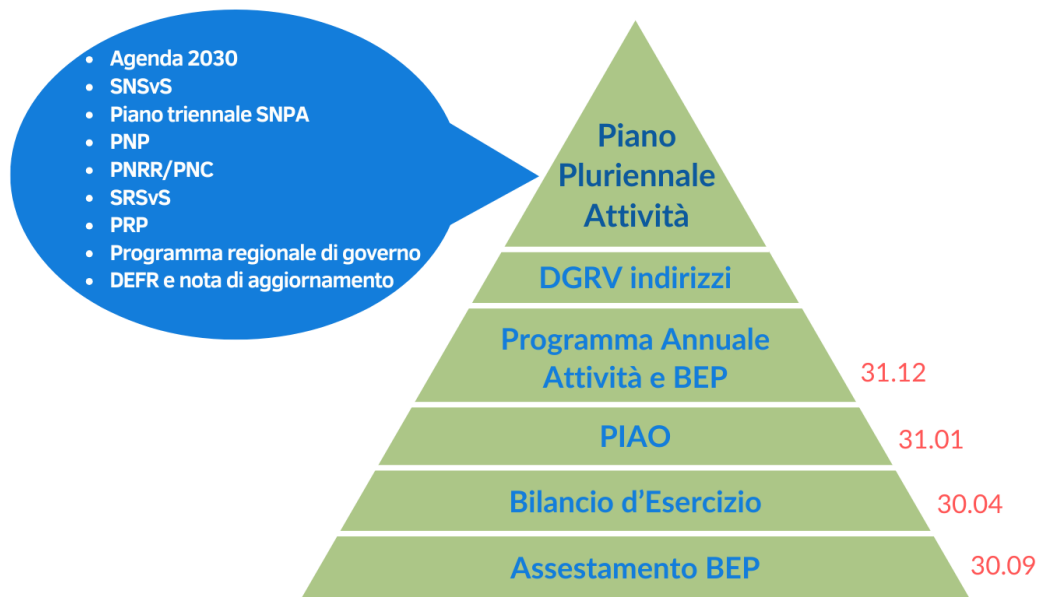 • Agenda 2030
• SNSvS
• Piano triennale SNPA
• PNP
• PNRR/PNC
• SRSvS
• PRP
• Programma regionale di governo
• DEFR e nota di aggiornamento
Piano
Pluriennale
Attività
DGRV indirizzi
Programma Annuale
Attività e BEP
31.12
PIAO
31.01
Bilancio d’Esercizio
30.04
Assestamento BEP
30.09